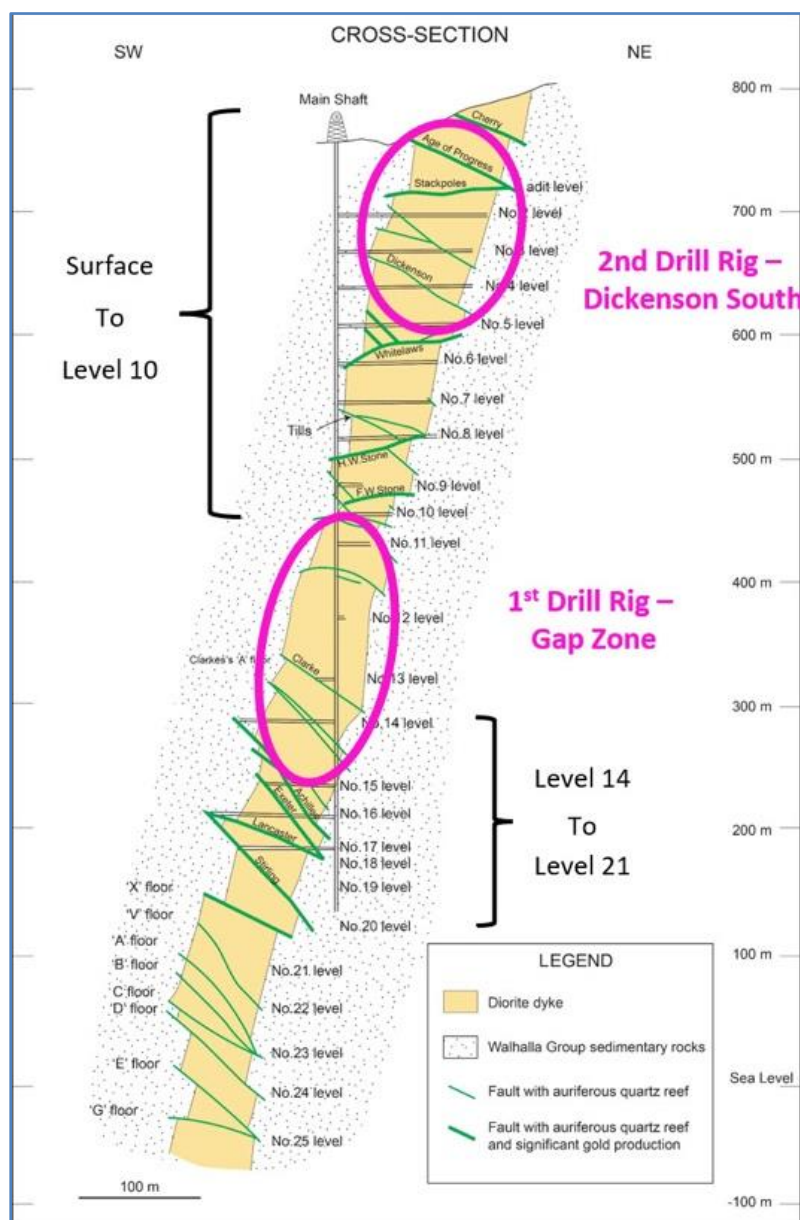 CROSS-SECTION
SW
NE
Main Shaft
800 m
Cherry
Age of Progress
Stackpoles
adit level
700 m
No.2 level
Surface
To
Level 10
No.3 level
Dickenson
2nd Drill Rig –
Dickenson South
No.4 level
No.5 level
600 m
Whitelaws
No.6 level
No.7 level
Tills
No.8 level
500 m
H.W.Stone
F.W.Stone
No.9 level
No.10 level
No.11 level
400 m
No.12 level
1st Drill Rig –
Gap Zone
Clarkes's 'A' floor
Clarke
No.13 level
300 m
No.14 level
Level 14
To
Level 21
No.15 level
Achilles
Exeter
No.16 level
Lancaster
200 m
No.17 level
No.18 level
Stirling
No.19 level
'X' floor
No.20 level
'V' floor
'A' floor
100 m
'B' floor
No.21 level
C floor
'D' floor
No.22 level
No.23 level
'E' floor
No.24 level
Sea Level
'G' floor
No.25 level
100 m
-100 m
LEGEND
Diorite dyke
Walhalla Group sedimentary rocks
Fault with auriferous quartz reef
Fault with auriferous quartz reef
and significant gold production